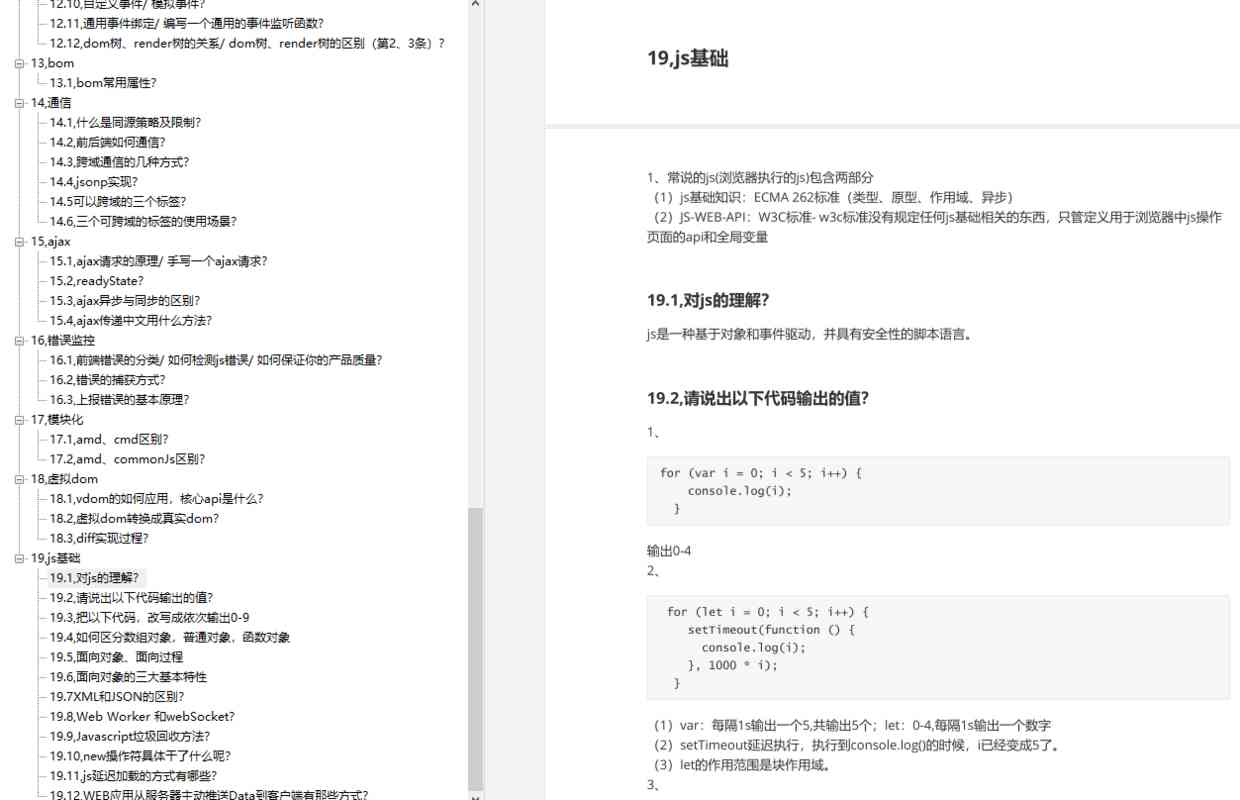 12.10,自定义事件/ 模拟事件?
12.11,通用事件绑定/ 编写一个通用的事件监听函数?
12.12,dom树、render树的关系/ dom树、render树的区别（第2、3条）?
13,bom
13.1,bom常用属性?
14,通信
14.1,什么是同源策略及限制?
14.2,前后端如何通信?
14.3,跨域通信的几种方式?
14.4,jsonp实现?
14.5可以跨域的三个标签?
14.6,三个可跨域的标签的使用场景?
15,ajax
15.1,ajax请求的原理/ 手写一个ajax请求?
15.2,readyState?
15.3,ajax异步与同步的区别?
15.4,ajax传递中文用什么方法?
16,错误监控
16.1,前端错误的分类/ 如何检测js错误/ 如何保证你的产品质量?
16.2,错误的捕获方式?
16.3,上报错误的基本原理?
17,模块化
17.1,amd、cmd区别?
17.2,amd、commonJs区别?
18,虚拟dom
18.1,vdom的如何应用，核心api是什么?
18.2,虚拟dom转换成真实dom?
18.3,diff实现过程?
19,js基础
19.1,对js的理解?
19.2,请说出以下代码输出的值?
19.3,把以下代码，改写成依次输出0-9
19.4,如何区分数组对象，普通对象，函数对象
19.5,面向对象、面向过程
19.6,面向对象的三大基本特性
19.7XML和JSON的区别?
19.8,Web Worker 和webSocket?
19.9,Javascript垃圾回收方法?
19.10,new操作符具体干了什么呢?
19.11,js延迟加载的方式有哪些?
19.12,WEB应用从服务器主动推送Data到客户端有那些方式?
19,js基础
1、常说的js(浏览器执行的js)包含两部分
（1）js基础知识：ECMA 262标准（类型、原型、作用域、异步）
（2）JS-WEB-API：W3C标准- w3c标准没有规定任何js基础相关的东西，只管定义用于浏览器中js操作
页面的api和全局变量
19.1,对js的理解?
js是一种基于对象和事件驱动，并具有安全性的脚本语言。
19.2,请说出以下代码输出的值?
1、
for (var i = 0; i < 5; i++) {
console.log(i);
}
输出0-4
2、
for (let i = 0; i < 5; i++) {
setTimeout(function () {
console.log(i);
}, 1000 * i);
}
（1）var：每隔1s输出一个5,共输出5个；let：0-4,每隔1s输出一个数字
（2）setTimeout延迟执行，执行到console.log()的时候，i已经变成5了。
（3）let的作用范围是块作用域。
3、